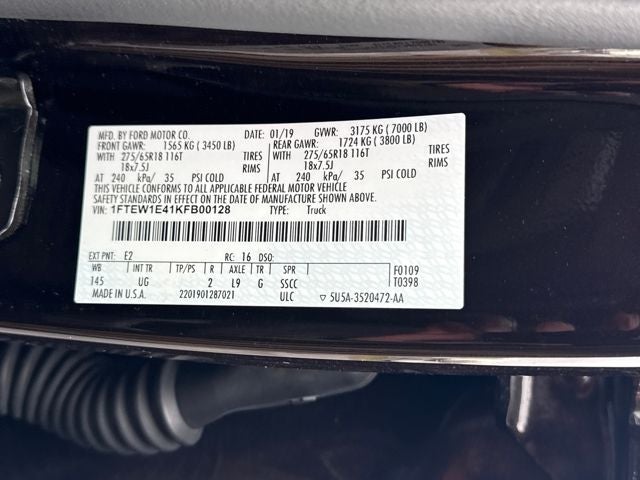 MFD. BY FORD MOTOR CO. DATE: 01/19 GVWR: 3175 KG (7000 LB)
FRONT GAWR: 1565 KG (3450 LB) REAR GAWR: 1724 KG (3800 LB)
WITH 275/65R18 116T TIRES WITH 275/65R18 116T TIRES
18x7.5J RIMS 18x7.5J RIMS
AT 240 kPa/ 35 PSI COLD AT 240 kPa/ 35 PSI COLD
THIS VEHICLE CONFORMS TO ALL APPLICABLE FEDERAL MOTOR VEHICLE
SAFETY STANDARDS IN EFFECT ON THE DATE OF MANUFACTURE SHOWN ABOVE.
VIN: 1FTEW1E41KFB00128 TYPE: Truck
EXT PNT: E2 RC: 16 DSO:
WB INT TR TP/PS R AXLE TR SPR F0109
145 UG 2 L9 G SSCC T0398
MADE IN U.S.A. 2201901287021 ULC ▽ 5U5A-3520472-AA